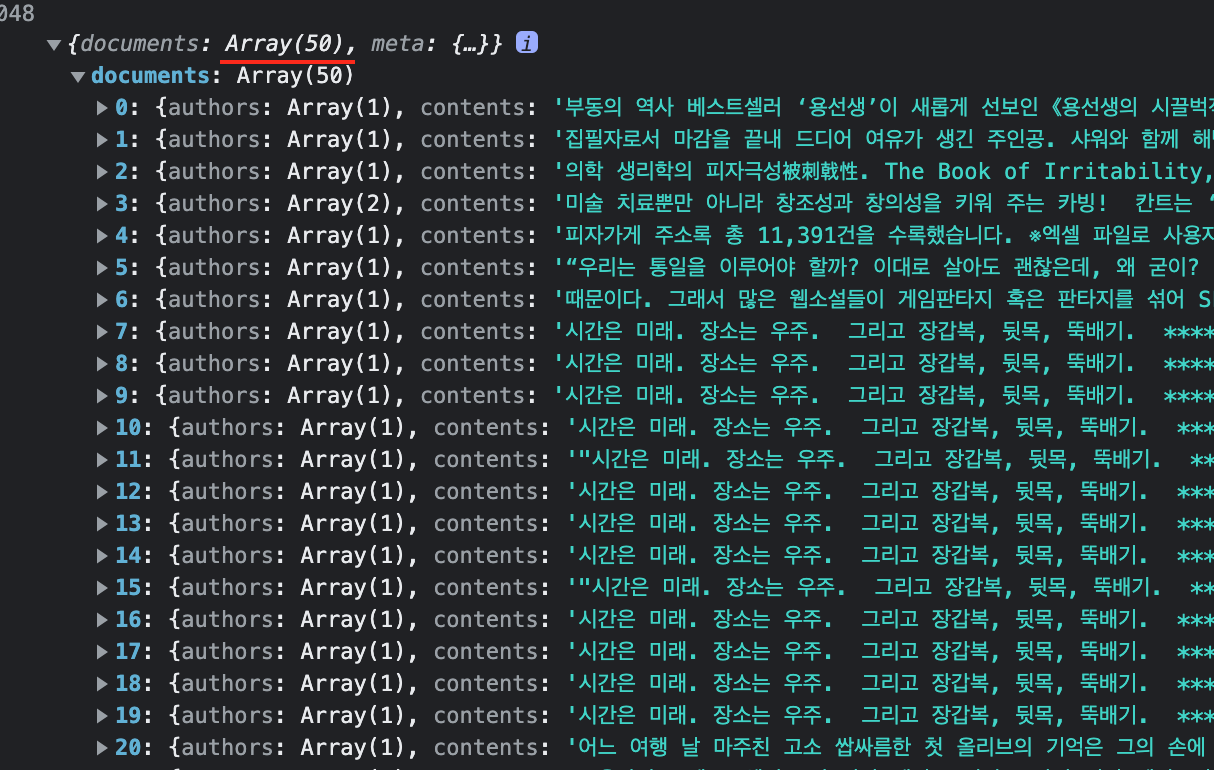 048
▼{documents: Array(50), meta: {…}} i
▼documents: Array(50)
▶0: {authors: Array(1), contents: '부동의 역사 베스트셀러 ‘용선생’이 새롭게 선보인 《용선생의 시끌벅적
▶1: {authors: Array(1), contents: '집필자로서 마감을 끝내 드디어 여유가 생긴 주인공. 샤워와 함께
▶2: {authors: Array(1), contents: '의학 생리학의 피자극성被刺戟性. The Book of Irritability,
▶3: {authors: Array(2), contents: '미술 치료뿐만 아니라 창조성과 창의성을 키워 주는 카빙!  칸트는 ‘
▶4: {authors: Array(1), contents: '피자가게 주소록 총 11,391건을 수록했습니다. ※엑셀 파일로 사용자
▶5: {authors: Array(1), contents: '“우리는 통일을 이루어야 할까? 이대로 살아도 괜찮은데, 왜 굳이?
▶6: {authors: Array(1), contents: '때문이다. 그래서 많은 웹소설들이 게임판타지 혹은 판타지를 섞어 S
▶7: {authors: Array(1), contents: '시간은 미래. 장소는 우주.  그리고 장갑복, 뒷목, 뚝배기.  ****
▶8: {authors: Array(1), contents: '시간은 미래. 장소는 우주.  그리고 장갑복, 뒷목, 뚝배기.  ****
▶9: {authors: Array(1), contents: '시간은 미래. 장소는 우주.  그리고 장갑복, 뒷목, 뚝배기.  ****
▶10: {authors: Array(1), contents: '시간은 미래. 장소는 우주.  그리고 장갑복, 뒷목, 뚝배기.  ***
▶11: {authors: Array(1), contents: '"시간은 미래. 장소는 우주.  그리고 장갑복, 뒷목, 뚝배기.  **
▶12: {authors: Array(1), contents: '시간은 미래. 장소는 우주.  그리고 장갑복, 뒷목, 뚝배기.  ***
▶13: {authors: Array(1), contents: '시간은 미래. 장소는 우주.  그리고 장갑복, 뒷목, 뚝배기.  ***
▶14: {authors: Array(1), contents: '시간은 미래. 장소는 우주.  그리고 장갑복, 뒷목, 뚝배기.  ***
▶15: {authors: Array(1), contents: '"시간은 미래. 장소는 우주.  그리고 장갑복, 뒷목, 뚝배기.  **
▶16: {authors: Array(1), contents: '시간은 미래. 장소는 우주.  그리고 장갑복, 뒷목, 뚝배기.  ***
▶17: {authors: Array(1), contents: '시간은 미래. 장소는 우주.  그리고 장갑복, 뒷목, 뚝배기.  ***
▶18: {authors: Array(1), contents: '시간은 미래. 장소는 우주.  그리고 장갑복, 뒷목, 뚝배기.  ***
▶19: {authors: Array(1), contents: '시간은 미래. 장소는 우주.  그리고 장갑복, 뒷목, 뚝배기.  ***
▶20: {authors: Array(1), contents: '어느 여행 날 마주친 고소 쌉싸름한 첫 올리브의 기억은 그의 손에